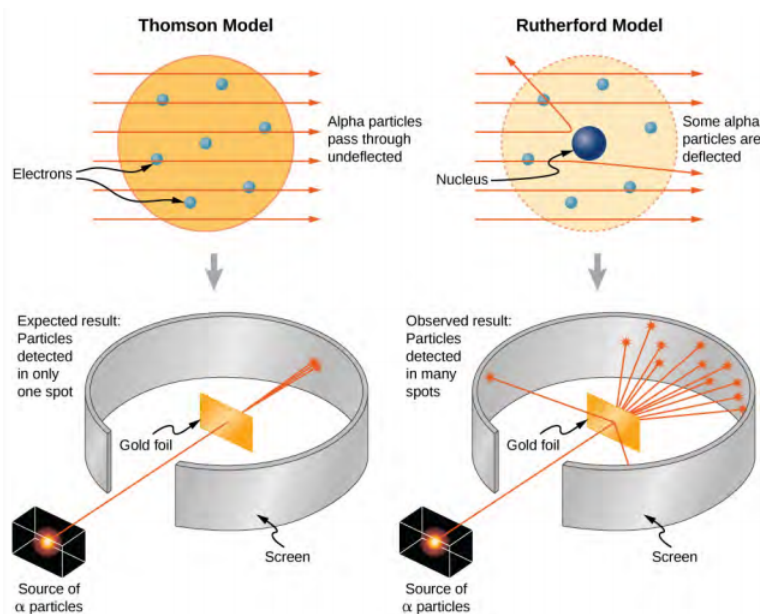 Thomson Model
Alpha particles
pass through
undeflected
Electrons
Expected result:
Particles
detected
in only
one spot
Gold foil
Screen
Source of
α particles
Rutherford Model
Some alpha
particles are
deflected
Nucleus
Observed result:
Particles
detected
in many
spots
Gold foil
Screen
Source of
α particles